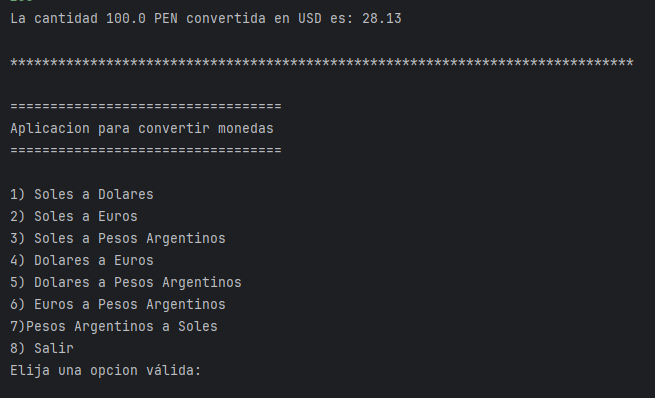 La cantidad 100.0 PEN convertida en USD es: 28.13
******************************************************************************
==================================
Aplicacion para convertir monedas
==================================
1) Soles a Dolares
2) Soles a Euros
3) Soles a Pesos Argentinos
4) Dolares a Euros
5) Dolares a Pesos Argentinos
6) Euros a Pesos Argentinos
7)Pesos Argentinos a Soles
8) Salir
Elija una opcion válida: